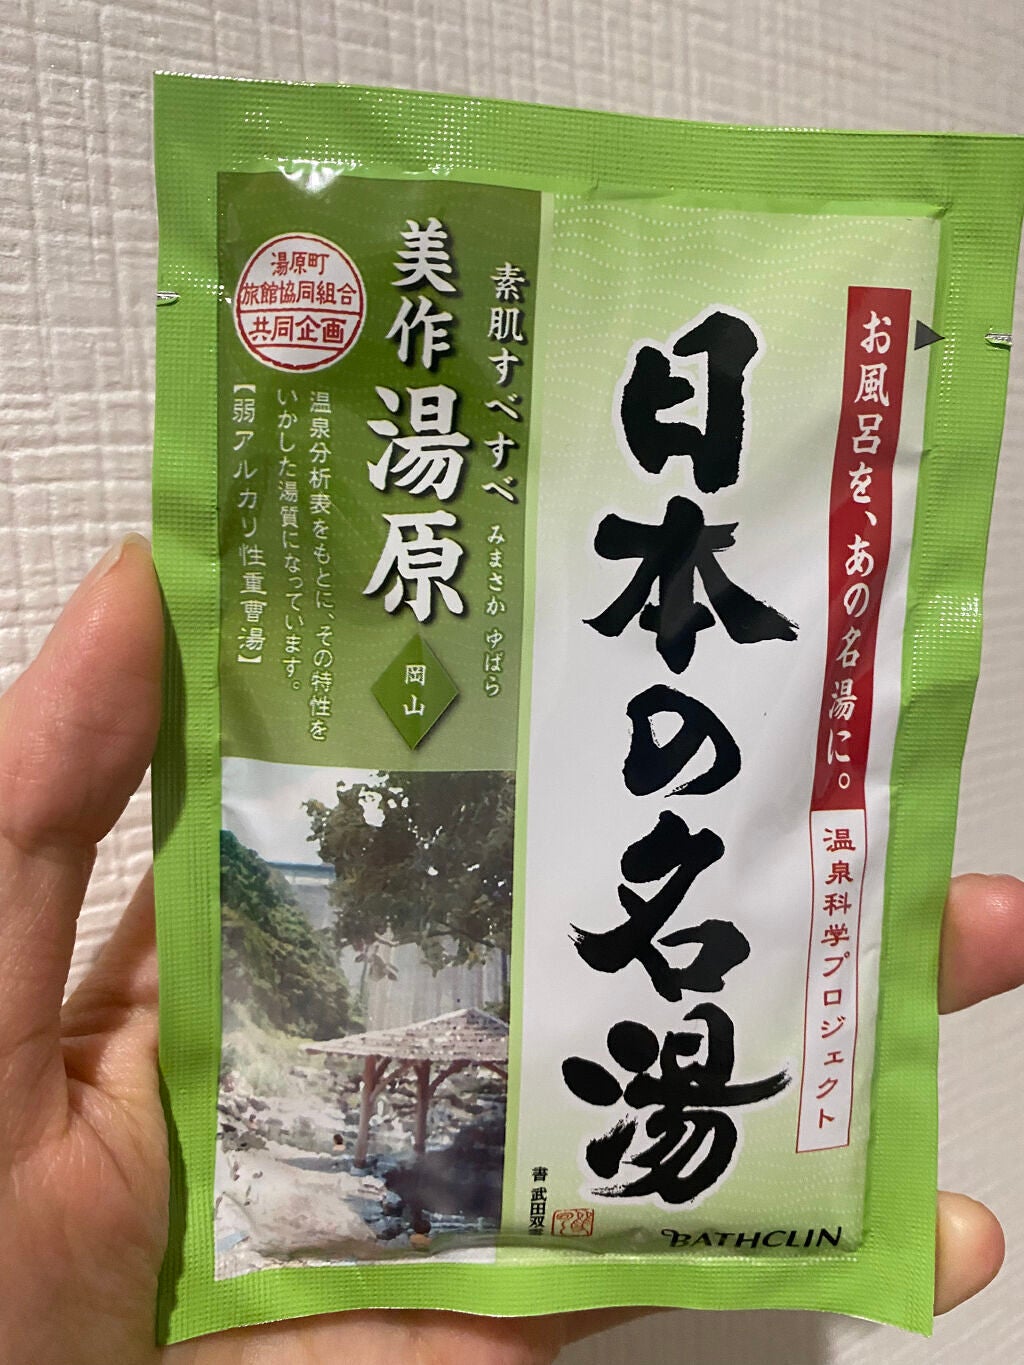 お風呂を、あの名湯に。
温泉科学プロジェクト
日本の名湯
書 武田双雲
BATHCLIN
素肌すべすべ
みまさか ゆばら
美作湯原
岡山
湯原町
旅館協同組合
共同企画
温泉分析表をもとに、その特性を
いかした湯質になっています。
【弱アルカリ性重曹湯】